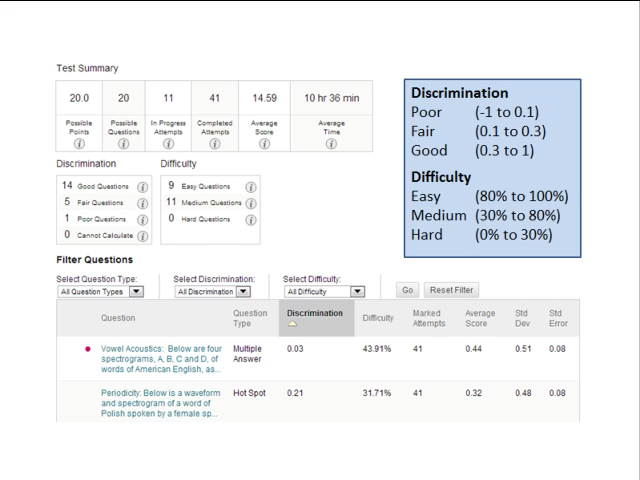 Test Summary
20.0 20 11 41 14.59 10 hr 36 min
Possible Points Possible Questions In Progress Attempts Completed Attempts Average Score Average Time
Discrimination Difficulty
14 Good Questions 9 Easy Questions
5 Fair Questions 11 Medium Questions
1 Poor Questions 0 Hard Questions
0 Cannot Calculate
Discrimination
Poor (-1 to 0.1)
Fair (0.1 to 0.3)
Good (0.3 to 1)
Difficulty
Easy (80% to 100%)
Medium (30% to 80%)
Hard (0% to 30%)
Filter Questions
Select Question Type: Select Discrimination: Select Difficulty:
All Question Types All Discrimination All Difficulty Go Reset Filter
Question Question Type Discrimination Difficulty Marked Attempts Average Score Std Dev Std Error
Vowel Acoustics: Below are four Multiple Answer 0.03 43.91% 41 0.44 0.51 0.08
spectrograms, A, B, C and D, of
words of American English, as...
Periodicity: Below is a waveform Hot Spot 0.21 31.71% 41 0.32 0.48 0.08
and spectrogram of a word of
Polish spoken by a female sp...